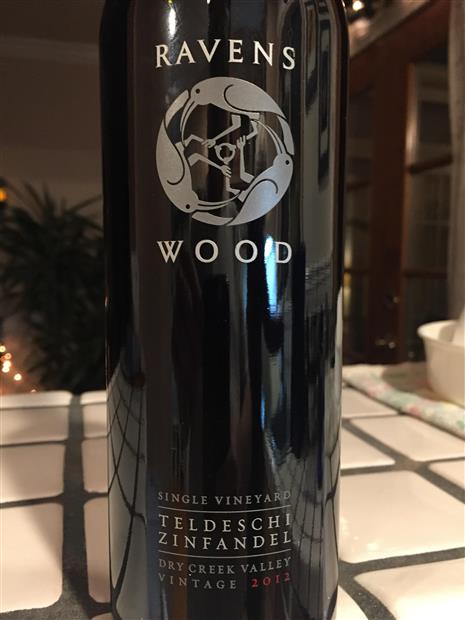 RAVENS
WOOD
SINGLE VINEYARD
TELDESCHI
ZINFANDEL
DRY CREEK VALLEY
VINTAGE 2012